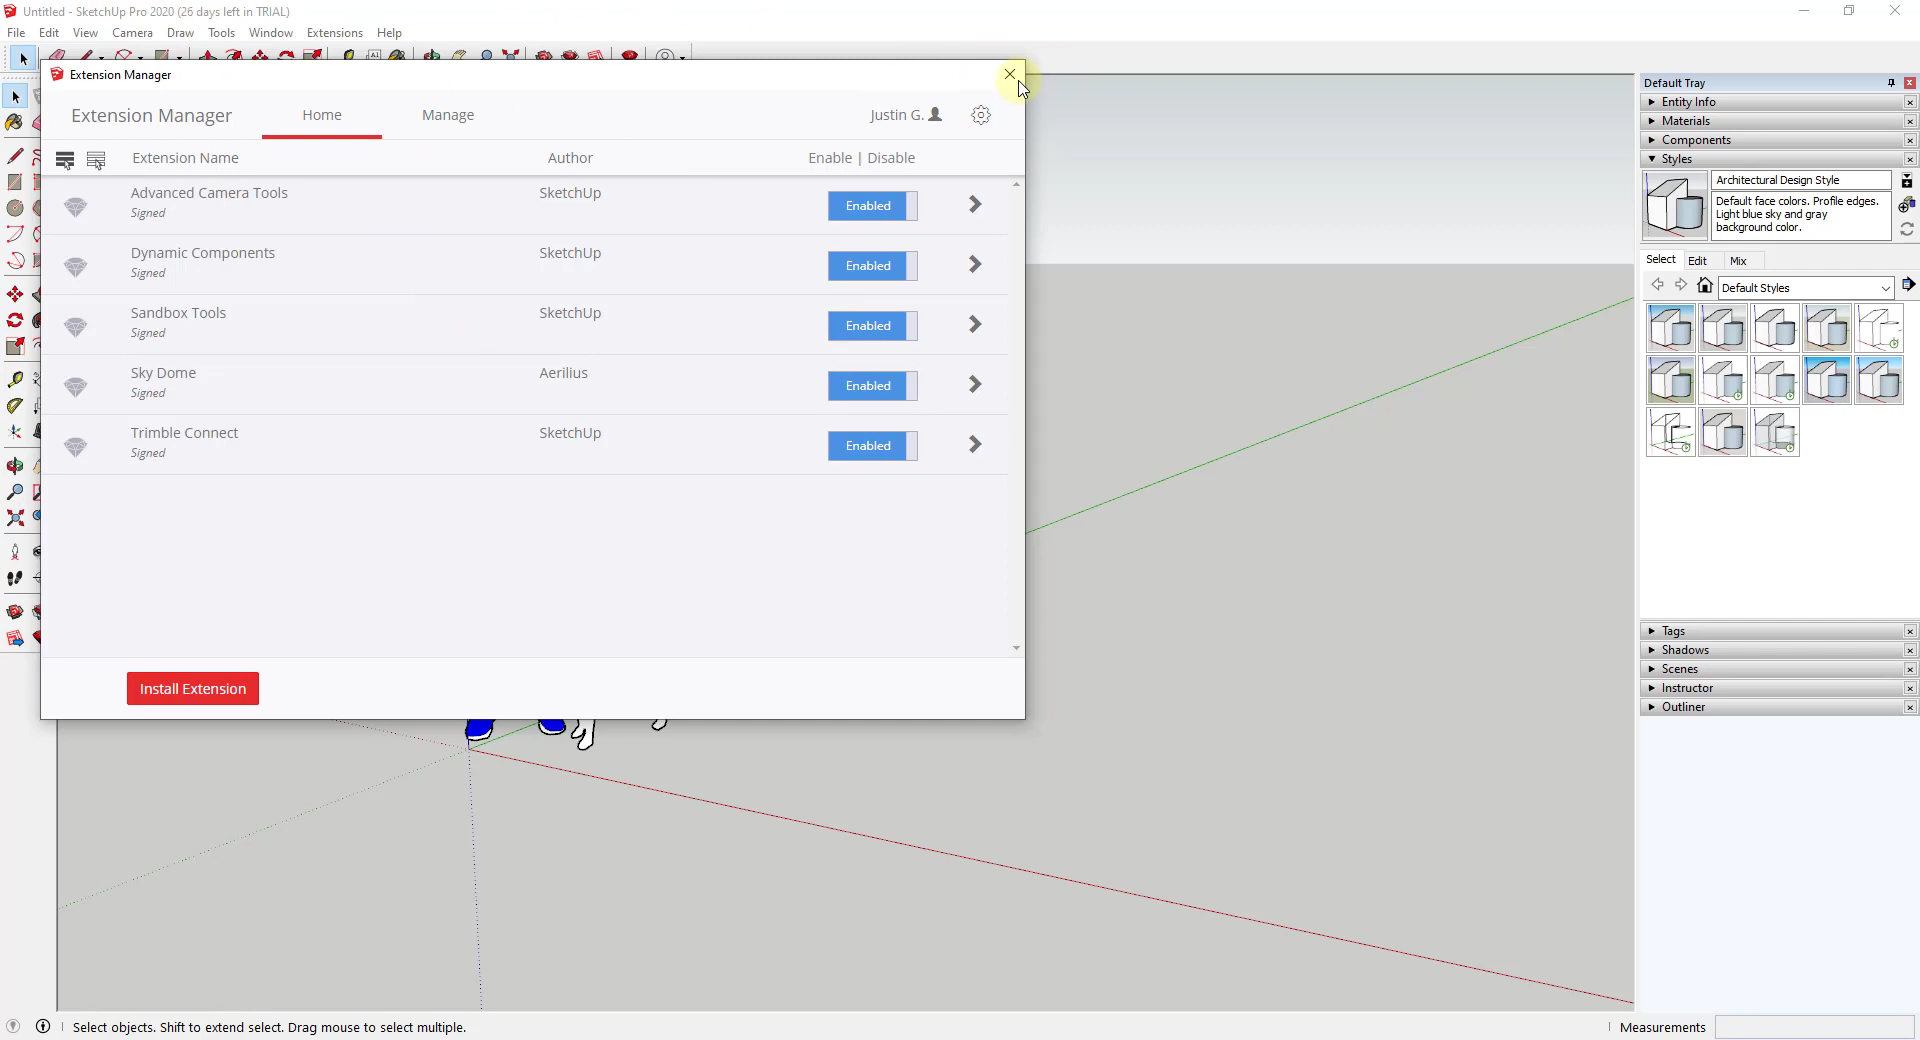 Untitled - SketchUp Pro 2020 (26 days left in TRIAL)
File Edit View Camera Draw Tools Window Extensions Help
Extension Manager
Extension Manager Home Manage Justin G.
Extension Name Author Enable | Disable
Advanced Camera Tools SketchUp
Signed Enabled
Dynamic Components SketchUp
Signed Enabled
Sandbox Tools SketchUp
Signed Enabled
Sky Dome Aerilius
Signed Enabled
Trimble Connect SketchUp
Signed Enabled
Install Extension
Default Tray
Entity Info
Materials
Components
Styles
Architectural Design Style
Default face colors. Profile edges.
Light blue sky and gray
background color.
Select Edit Mix
Default Styles
Tags
Shadows
Scenes
Instructor
Outliner
Select objects. Shift to extend select. Drag mouse to select multiple.
Measurements